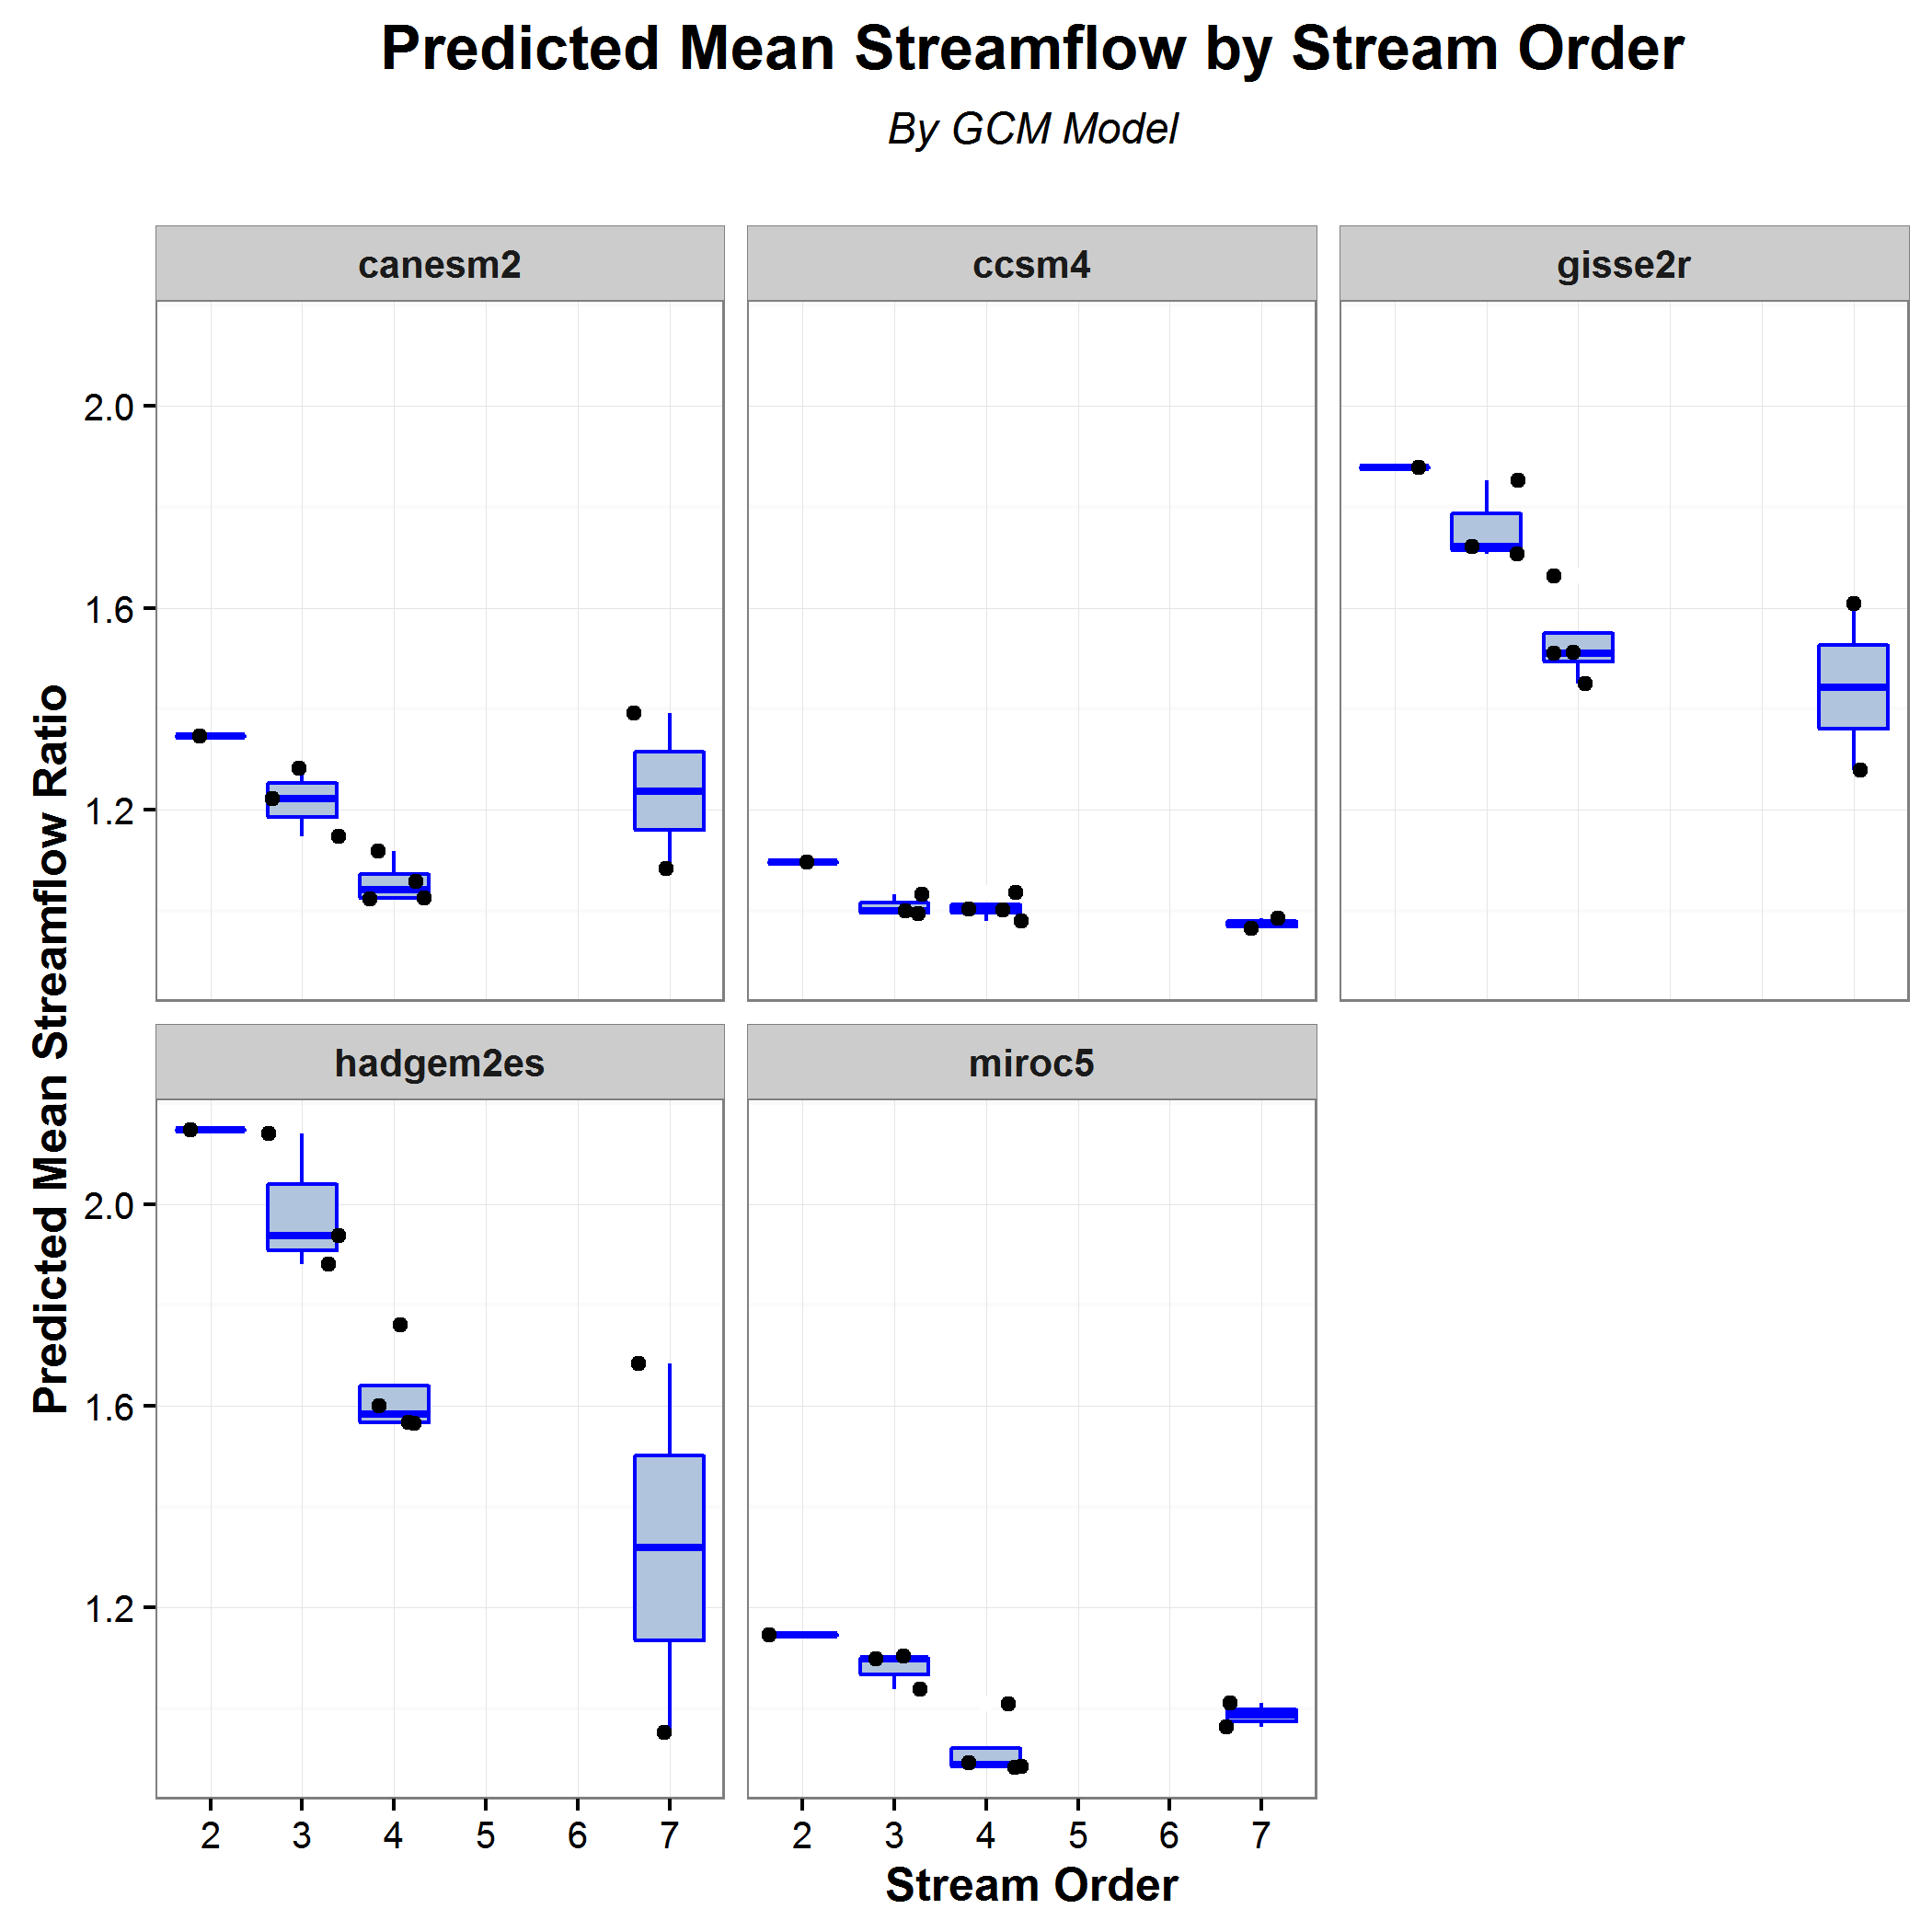 Predicted Mean Streamflow by Stream Order
By GCM Model
canesm2
ccsm4
gisse2r
2.0
1.6
1.2
Predicted Mean Streamflow Ratio
hadgem2es
miroc5
2.0
1.6
1.2
2 3 4 5 6 7
2 3 4 5 6 7
Stream Order